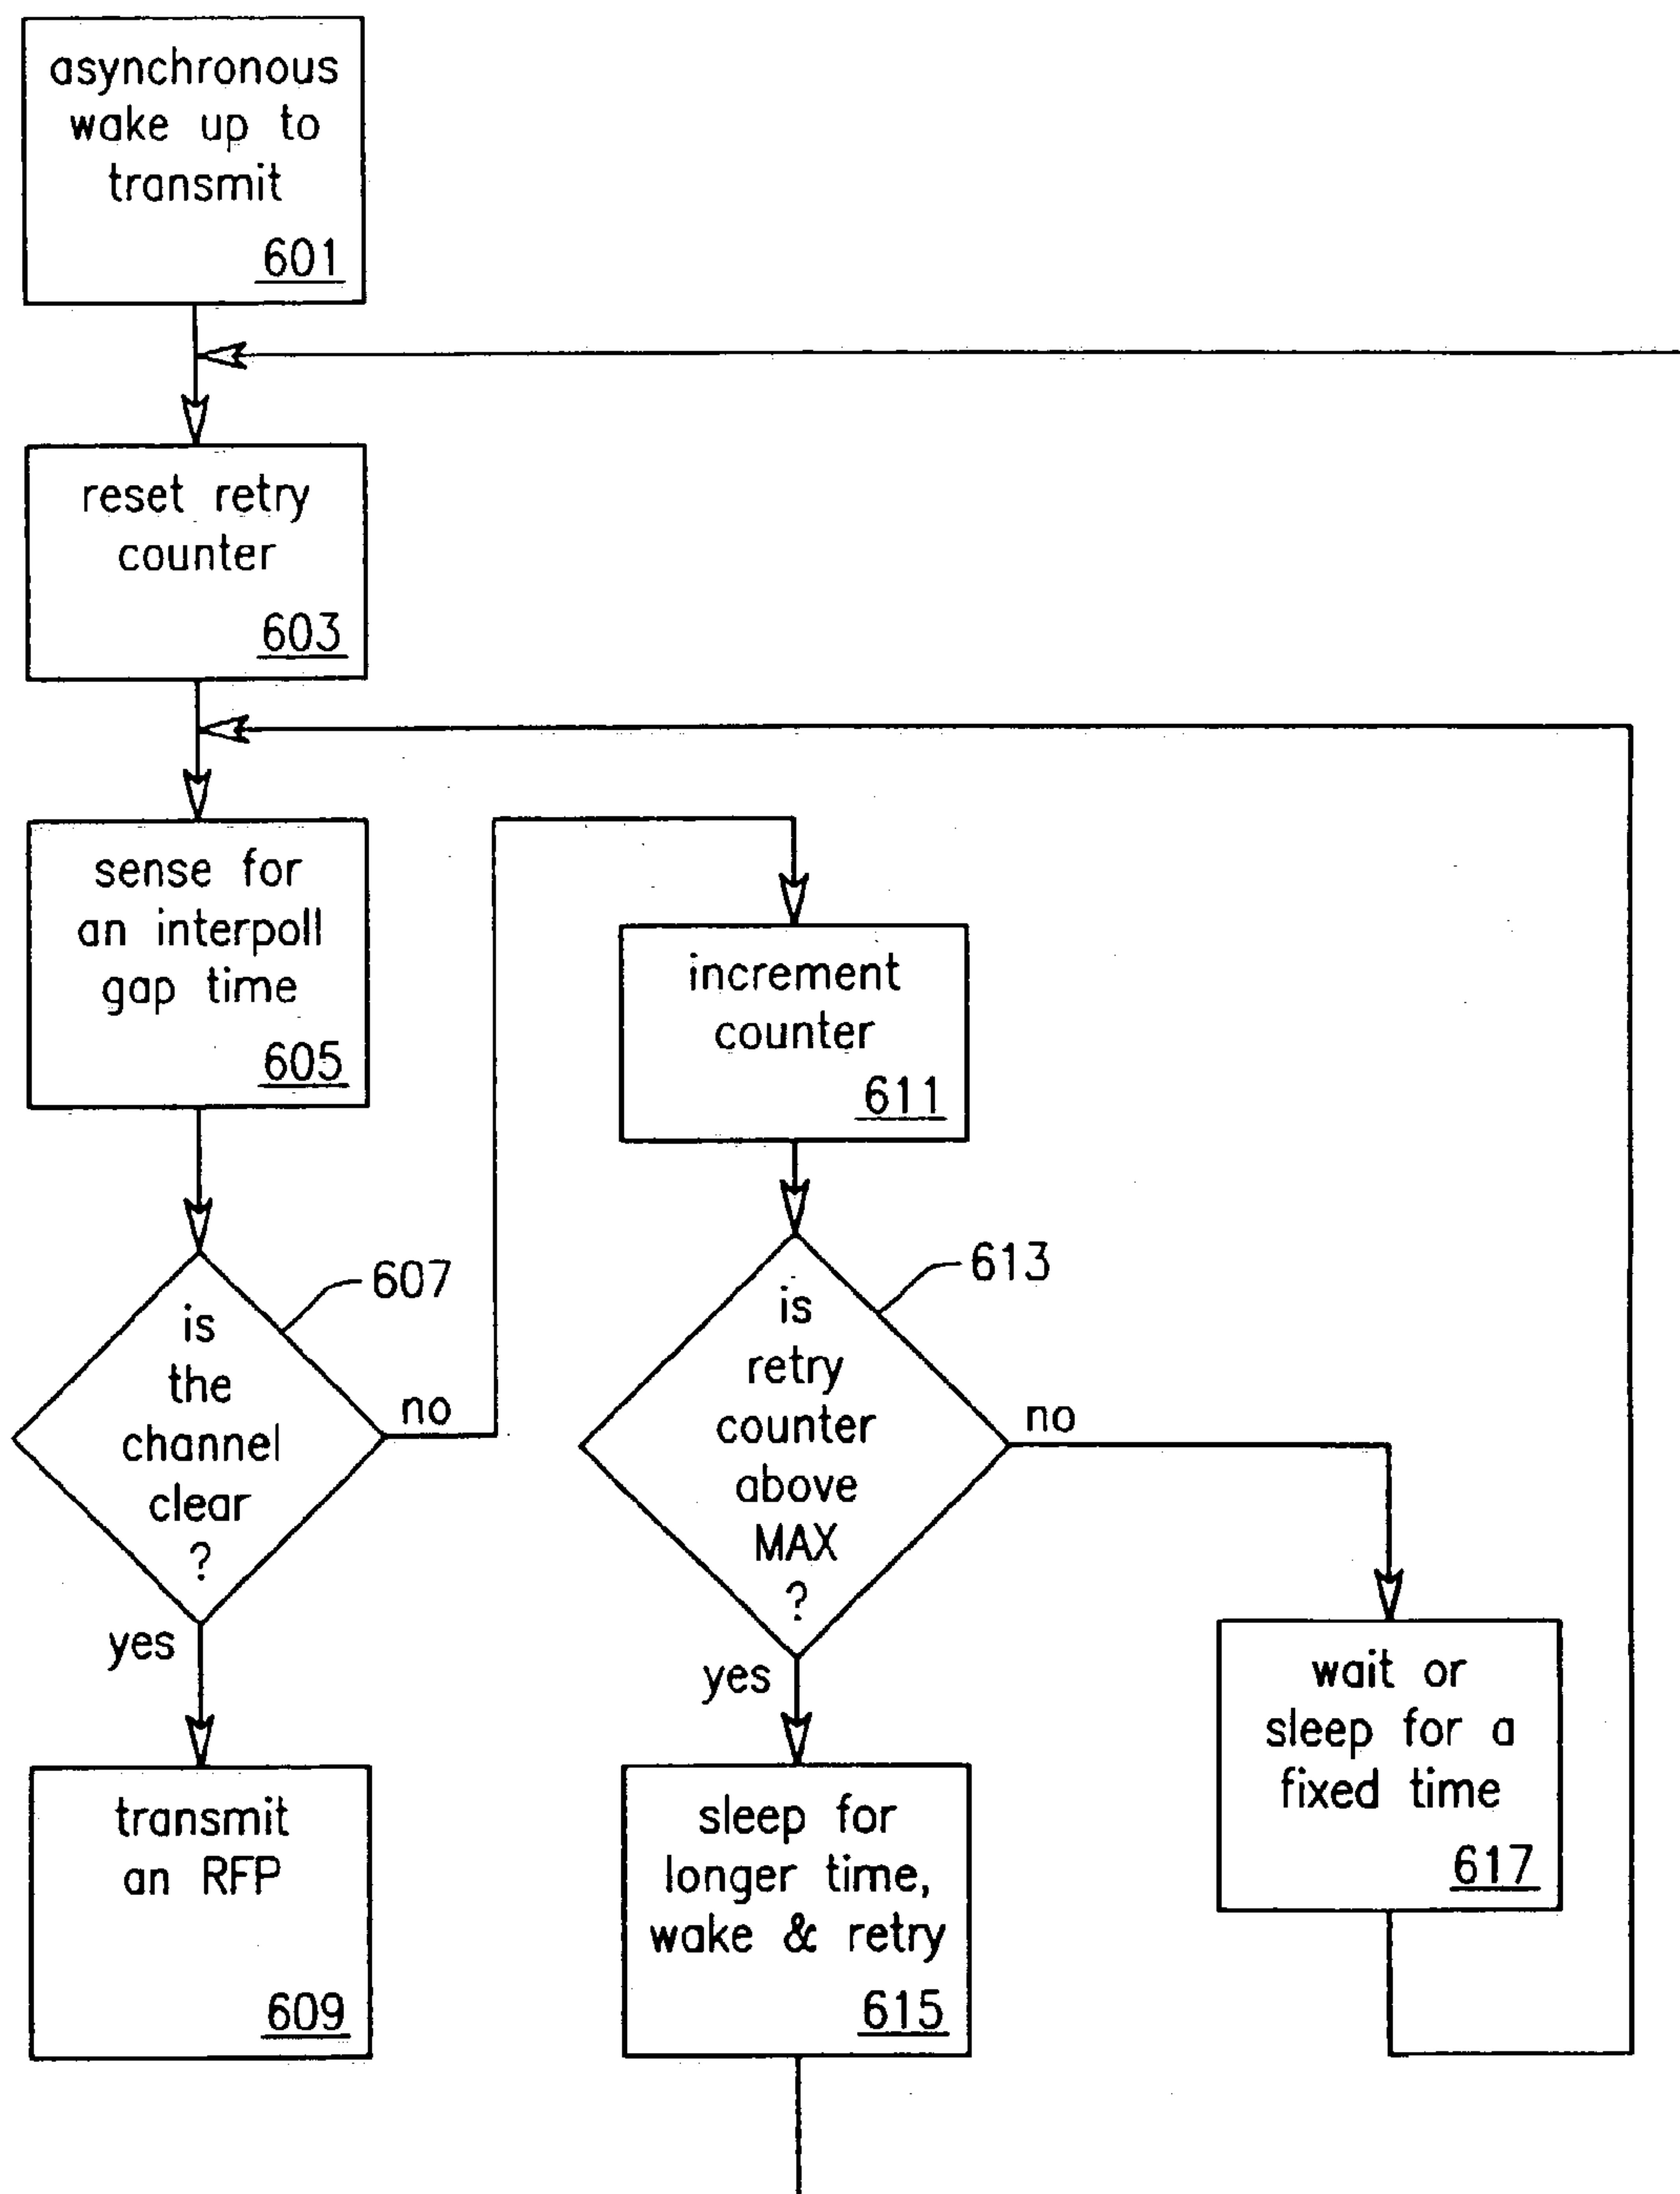 asynchronous
wake up to
transmit
601
reset retry
counter
603
sense for
an interpoll
gap time
605
increment
counter
611
607
is
the
channel
clear
?
no
yes
613
is
retry
counter
above
MAX
?
no
yes
transmit
an RFP
609
sleep for
longer time,
wake & retry
615
wait or
sleep for a
fixed time
617